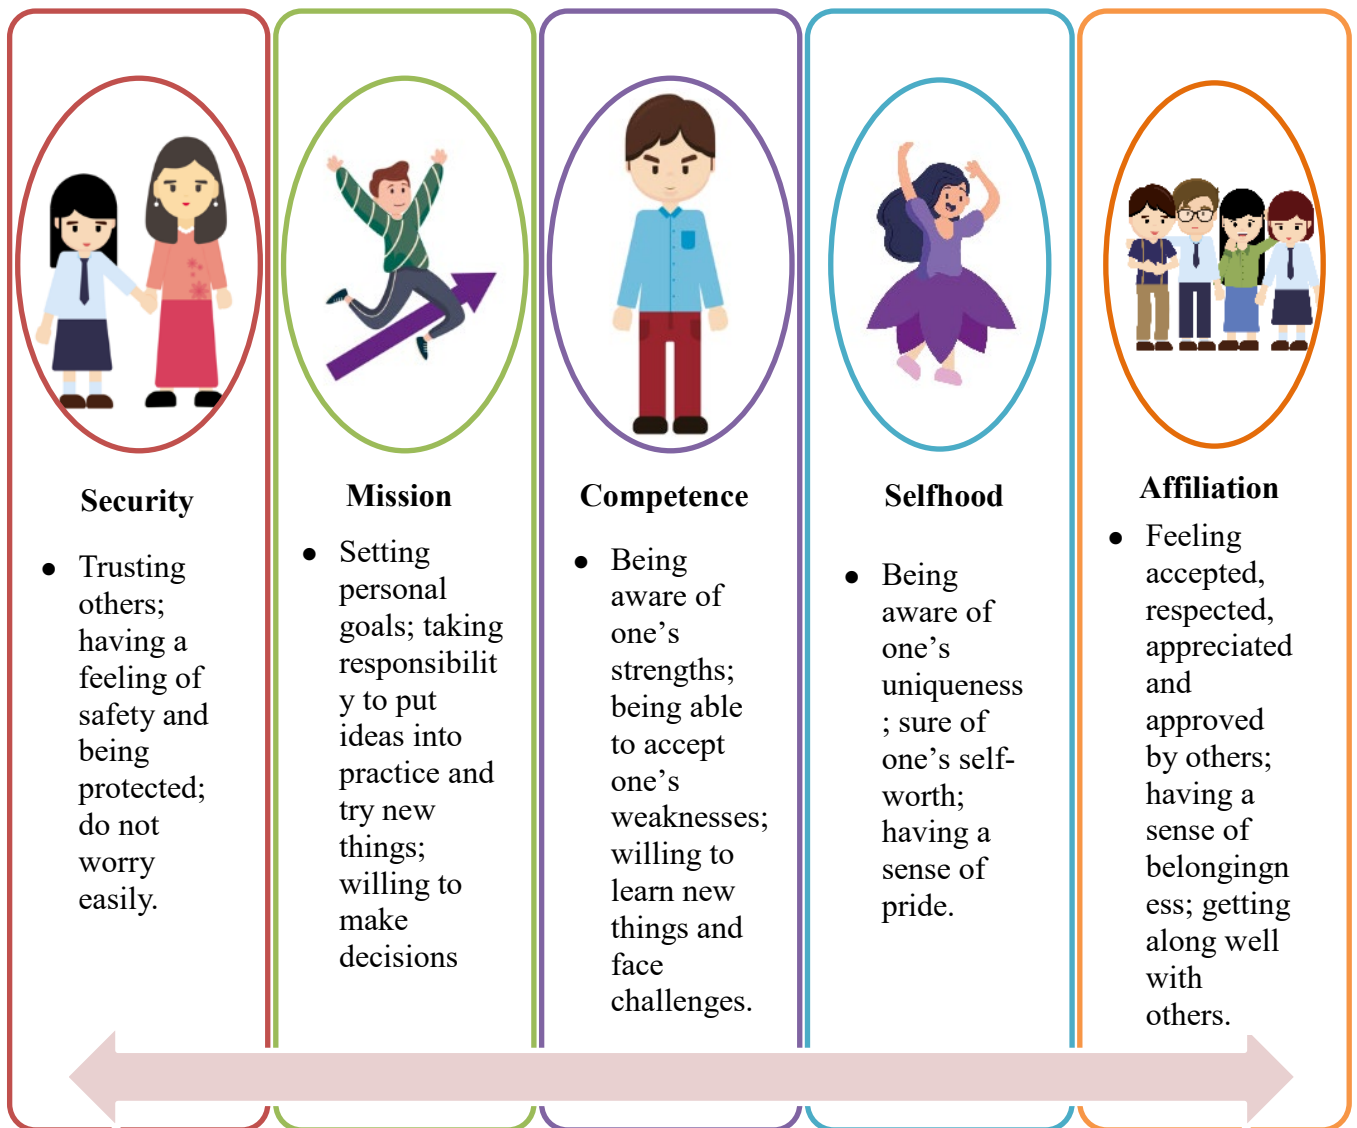 Security
● Trusting
others;
having a
feeling of
safety and
being
protected;
do not
worry
easily.
Mission
● Setting
personal
goals; taking
responsibilit
y to put
ideas into
practice and
try new
things;
willing to
make
decisions
Competence
● Being
aware of
one’s
strengths;
being able
to accept
one’s
weaknesses;
willing to
learn new
things and
face
challenges.
Selfhood
● Being
aware of
one’s
uniqueness
; sure of
one’s self-
worth;
having a
sense of
pride.
Affiliation
● Feeling
accepted,
respected,
appreciated
and
approved
by others;
having a
sense of
belongingn
ess; getting
along well
with
others.